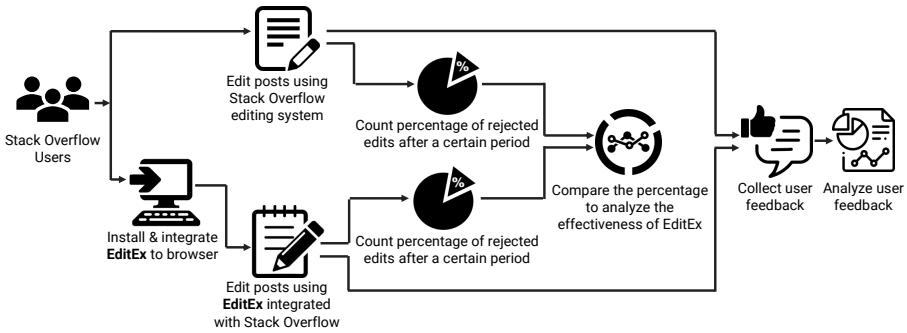 Stack Overflow
Users
Edit posts using
Stack Overflow
editing system
%
Count percentage of rejected
edits after a certain period
Install & integrate
EditEx to browser
Edit posts using
EditEx integrated
with Stack Overflow
%
Count percentage of rejected
edits after a certain period
Compare the percentage
to analyze the
effectiveness of EditEx
Collect user
feedback
Analyze user
feedback